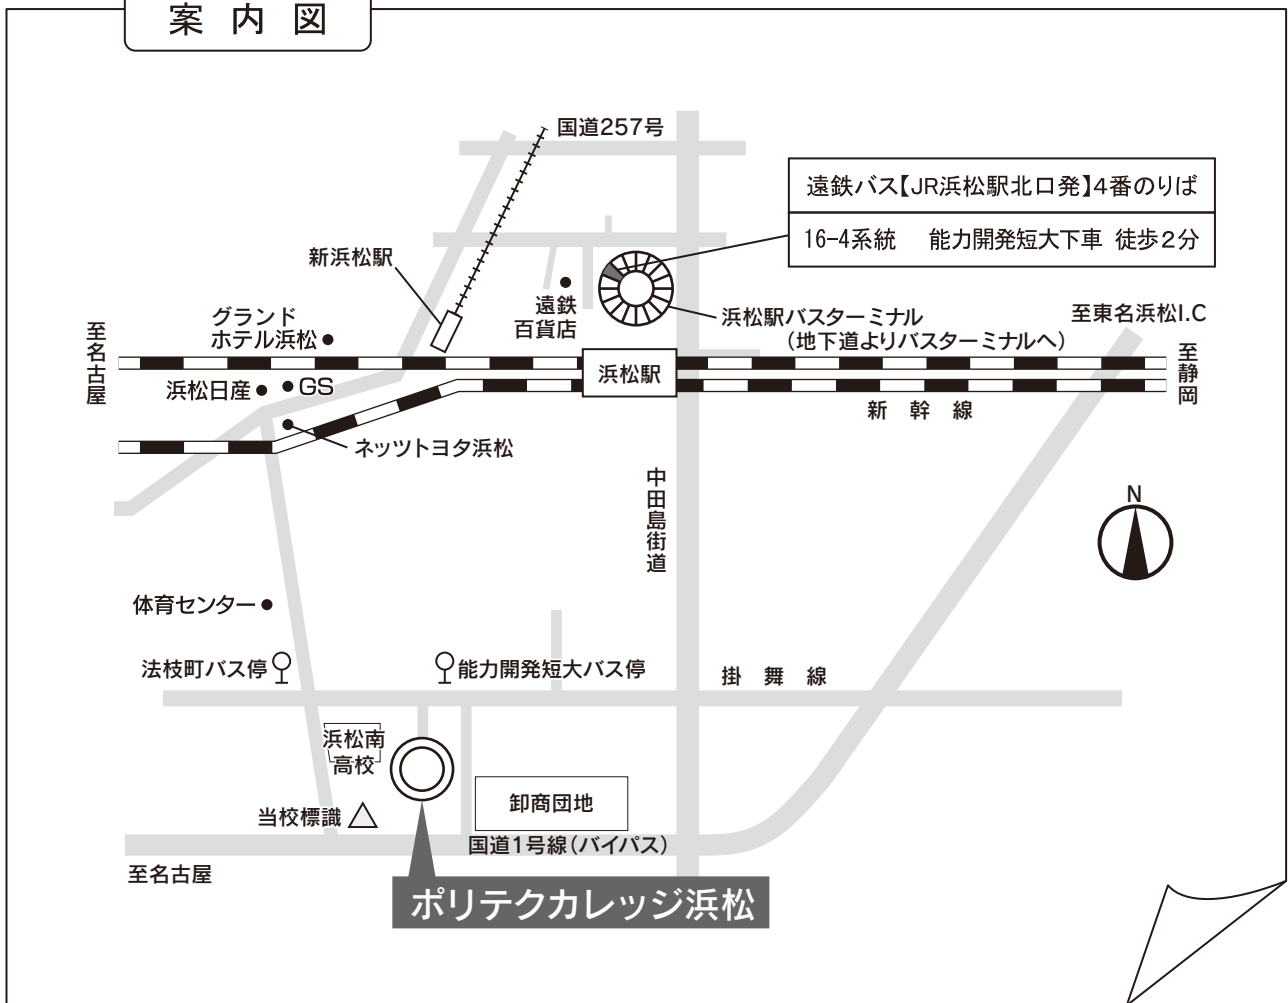 案内図
国道257号
遠鉄バス【JR浜松駅北口発】4番のりば
16-4系統 能力開発短大下車 徒歩2分
新浜松駅
遠鉄
百貨店
浜松駅バスターミナル
(地下道よりバスターミナルへ)
至東名浜松I.C
グランド
ホテル浜松
至名古屋
浜松駅
至静岡
浜松日産
GS
新幹線
ネッツトヨタ浜松
中田島街道
N
体育センター
法枝町バス停
能力開発短大バス停
掛舞線
浜松南
高校
卸商団地
当校標識
国道1号線(バイパス)
至名古屋
ポリテクカレッジ浜松